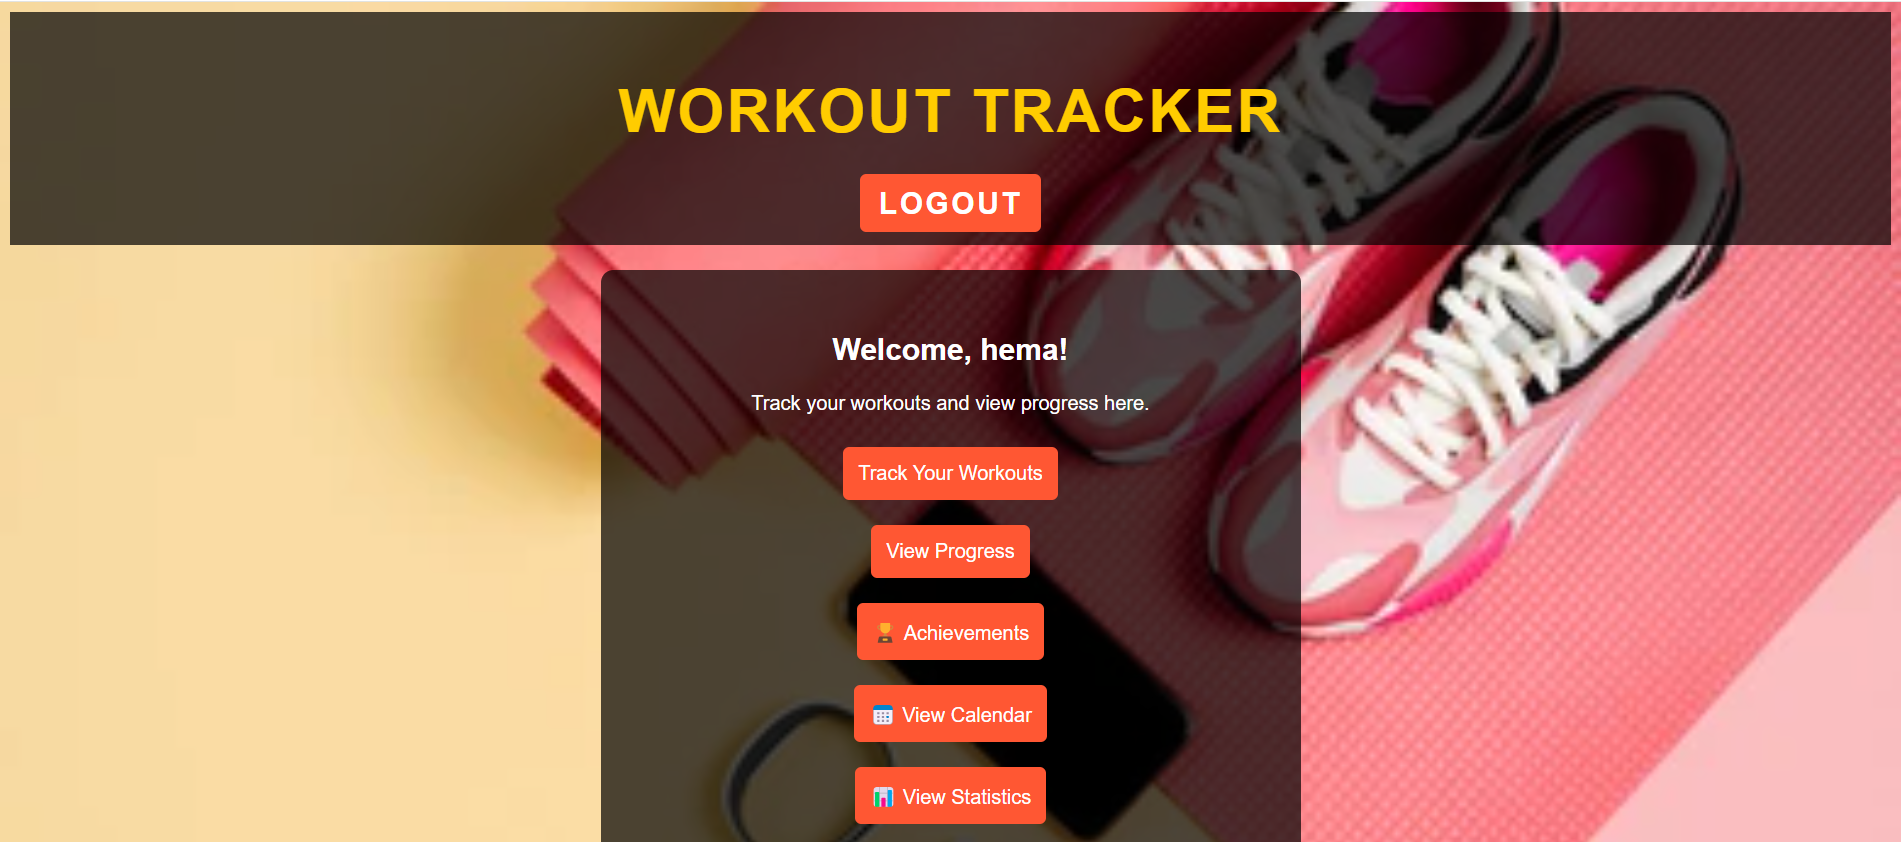 WORKOUT TRACKER
LOGOUT
Welcome, hema!
Track your workouts and view progress here.
Track Your Workouts
View Progress
Achievements
View Calendar
View Statistics